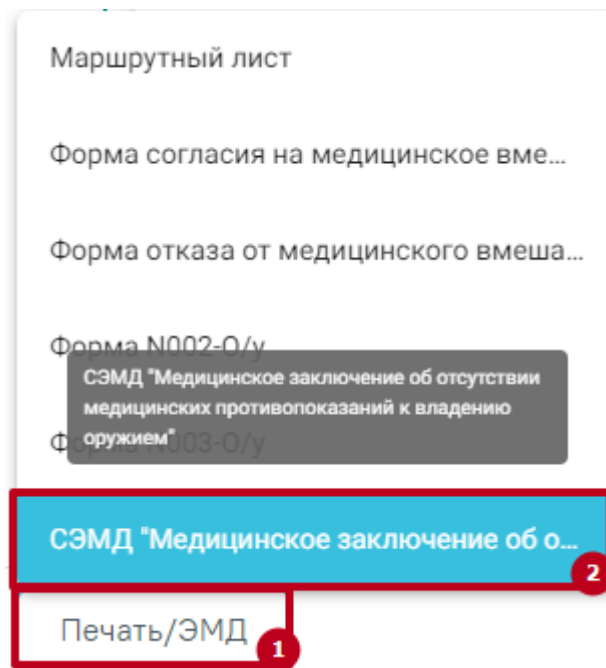 Маршрутный лист
Форма согласия на медицинское вме...
Форма отказа от медицинского вмеша...
Форма N002-О/у
СЭМД "Медицинское заключение об отсутствии
медицинских противопоказаний к владению
оружием"
Форма N003-О/у
СЭМД "Медицинское заключение об о...
2
Печать/ЭМД
1